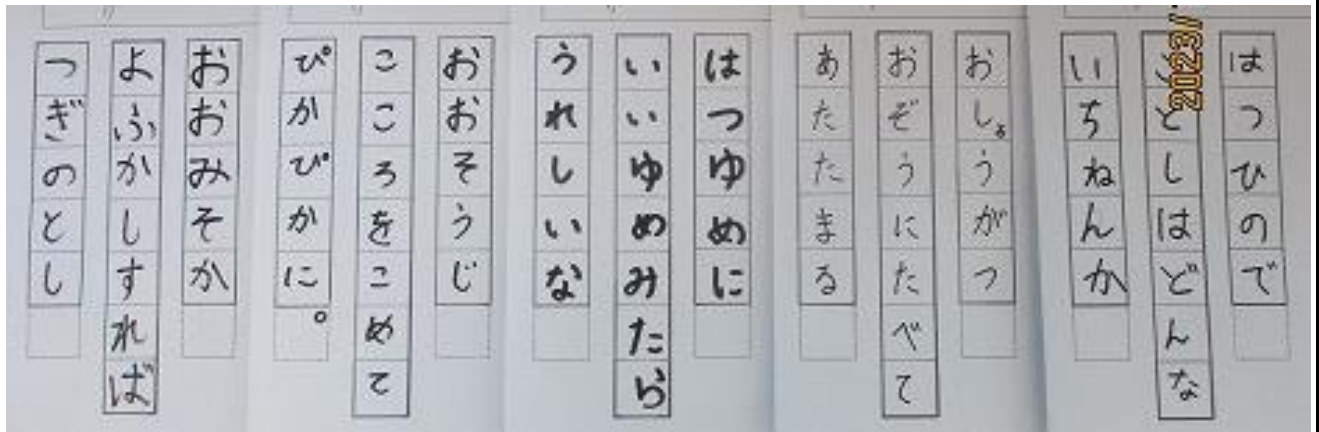 はつひので
ことしはどんな
いちねんか
2023/
おしょうがつ
おぞうにたべて
あたたまる
はつゆめに
いいゆめみたら
うれしいな
おおそうじ
こころをこめて
ぴかぴかに。
おおみそか
よふかしすれば
つぎのとし